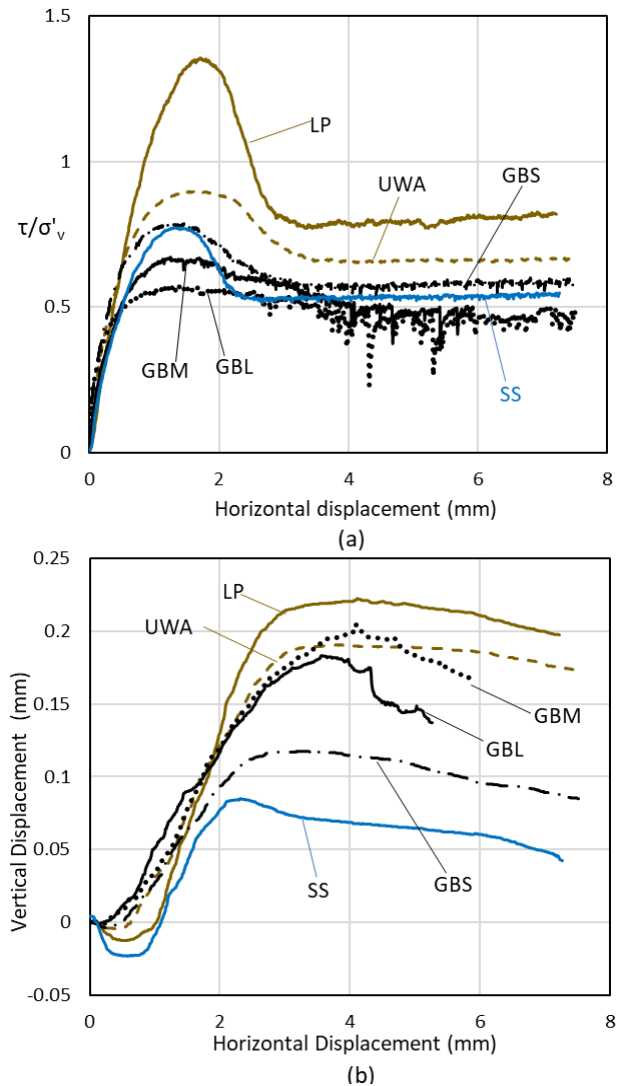 1.5
LP
1
UWA
GBS
τ/σ'v
0.5
GBM
GBL
SS
0
0 2 4 6 8
Horizontal displacement (mm)
(a)
0.25
LP
0.2
UWA
0.15
GBM
GBL
0.1
Vertical Displacement (mm)
0.05
SS
GBS
0
-0.05
0 2 4 6 8
Horizontal Displacement (mm)
(b)